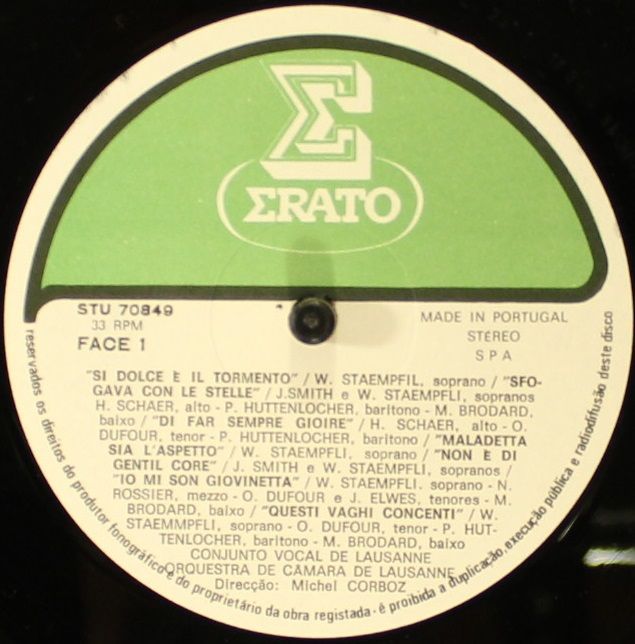 Σ
ΣRATO
STU 70849
33 RPM
FACE 1
MADE IN PORTUGAL
STEREO
S P A
"SI DOLCE È IL TORMENTO" / W. STAEMPFIL, soprano / "SFO-
GAVA CON LE STELLE" / J.SMITH e W. STAEMPFLI, sopranos
H. SCHAER, alto - P. HUTTENLOCHER, baritono - M. BRODARD,
baixo / "DI FAR SEMPRE GIOIRE" / H. SCHAER, alto - O.
DUFOUR, tenor - P. HUTTENLOCHER, baritono / "MALADETTA
SIA L'ASPETTO" / W. STAEMPFLI, soprano / "NON È DI
GENTIL CORE" / J. SMITH e W. STAEMPFLI, sopranos /
"IO MI SON GIOVINETTA" / W. STAEMPFLI, soprano - N.
ROSSIER, mezzo - O. DUFOUR e J. ELWES, tenores - M.
BRODARD, baixo / "QUESTI VAGHI CONCENTI" / W.
STAEMMPFLI, soprano - O. DUFOUR, tenor - P. HUT-
TENLOCHER, baritono - M. BRODARD, baixo
CONJUNTO VOCAL DE LAUSANNE
ORQUESTRA DE CÂMARA DE LAUSANNE
Direcção: Michel CORBOZ
reservados os direitos do produtor fonográfico e do proprietário da obra registada - é proibida a duplicação, execução pública e radiodifusão deste disco